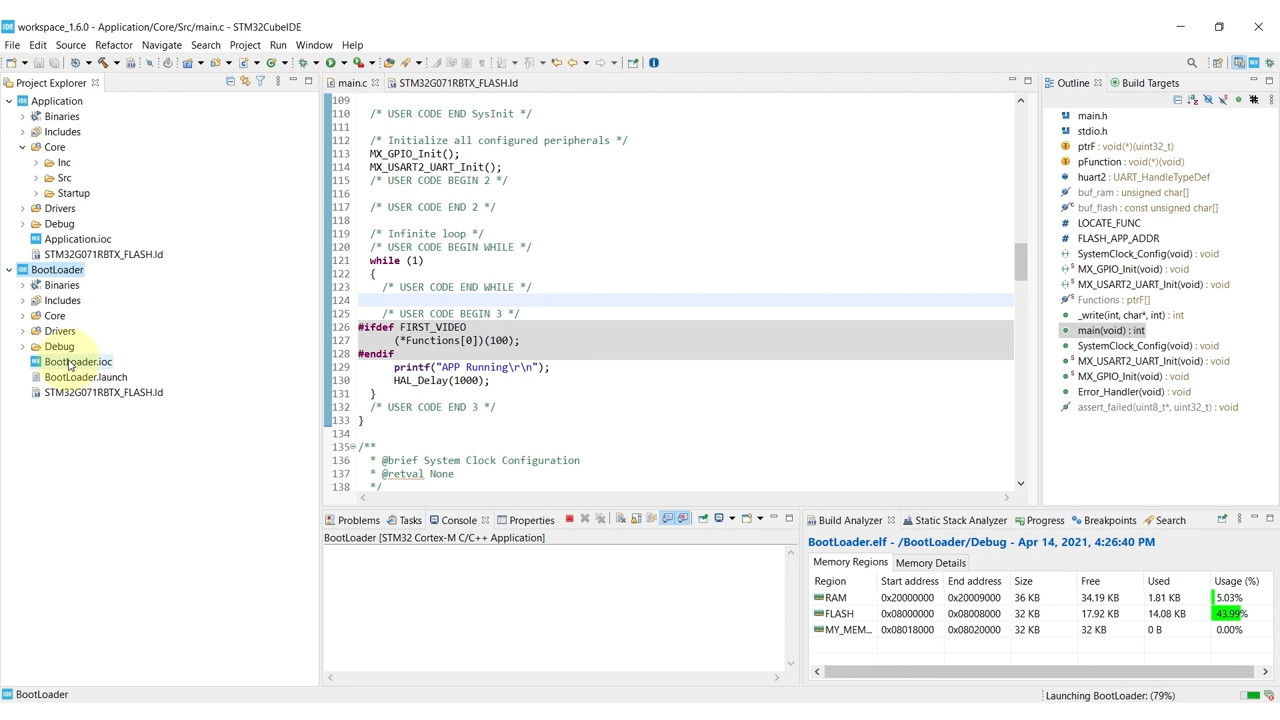 workspace_1.6.0 - Application/Core/Src/main.c - STM32CubeIDE
File Edit Source Refactor Navigate Search Project Run Window Help
Project Explorer
Application
Binaries
Includes
Core
Inc
Src
Startup
Drivers
Debug
Application.ioc
STM32G071RBTX_FLASH.ld
BootLoader
Binaries
Includes
Core
Drivers
Debug
BootLoader.ioc
BootLoader.launch
STM32G071RBTX_FLASH.ld
main.c STM32G071RBTX_FLASH.ld
109
110 /* USER CODE END SysInit */
111
112 /* Initialize all configured peripherals */
113 MX_GPIO_Init();
114 MX_USART2_UART_Init();
115 /* USER CODE BEGIN 2 */
116
117 /* USER CODE END 2 */
118
119 /* Infinite loop */
120 /* USER CODE BEGIN WHILE */
121 while (1)
122 {
123 /* USER CODE END WHILE */
124
125 /* USER CODE BEGIN 3 */
126 #ifdef FIRST_VIDEO
127 (*Functions[0])(100);
128 #endif
129 printf("APP Running\r\n");
130 HAL_Delay(1000);
131 }
132 /* USER CODE END 3 */
133 }
134
135 /**
136 * @brief System Clock Configuration
137 * @retval None
138 */
Outline Build Targets
main.h
stdio.h
ptrF : void(*)(uint32_t)
pFunction : void(*)(void)
huart2 : UART_HandleTypeDef
buf_ram : unsigned char[]
buf_flash : const unsigned char[]
LOCATE_FUNC
FLASH_APP_ADDR
SystemClock_Config(void) : void
MX_GPIO_Init(void) : void
MX_USART2_UART_Init(void) : void
Functions : ptrF[]
_write(int, char*, int) : int
main(void) : int
SystemClock_Config(void) : void
MX_USART2_UART_Init(void) : void
MX_GPIO_Init(void) : void
Error_Handler(void) : void
assert_failed(uint8_t*, uint32_t) : void
Problems Tasks Console Properties
BootLoader [STM32 Cortex-M C/C++ Application]
Build Analyzer Static Stack Analyzer Progress Breakpoints Search
BootLoader.elf - /BootLoader/Debug - Apr 14, 2021, 4:26:40 PM
Memory Regions Memory Details
Region Start address End address Size Free Used Usage (%)
RAM 0x20000000 0x20009000 36 KB 34.19 KB 1.81 KB 5.03%
FLASH 0x08000000 0x08008000 32 KB 17.92 KB 14.08 KB 43.99%
MY_MEM... 0x08018000 0x08020000 32 KB 32 KB 0 B 0.00%
BootLoader
Launching BootLoader: (79%)